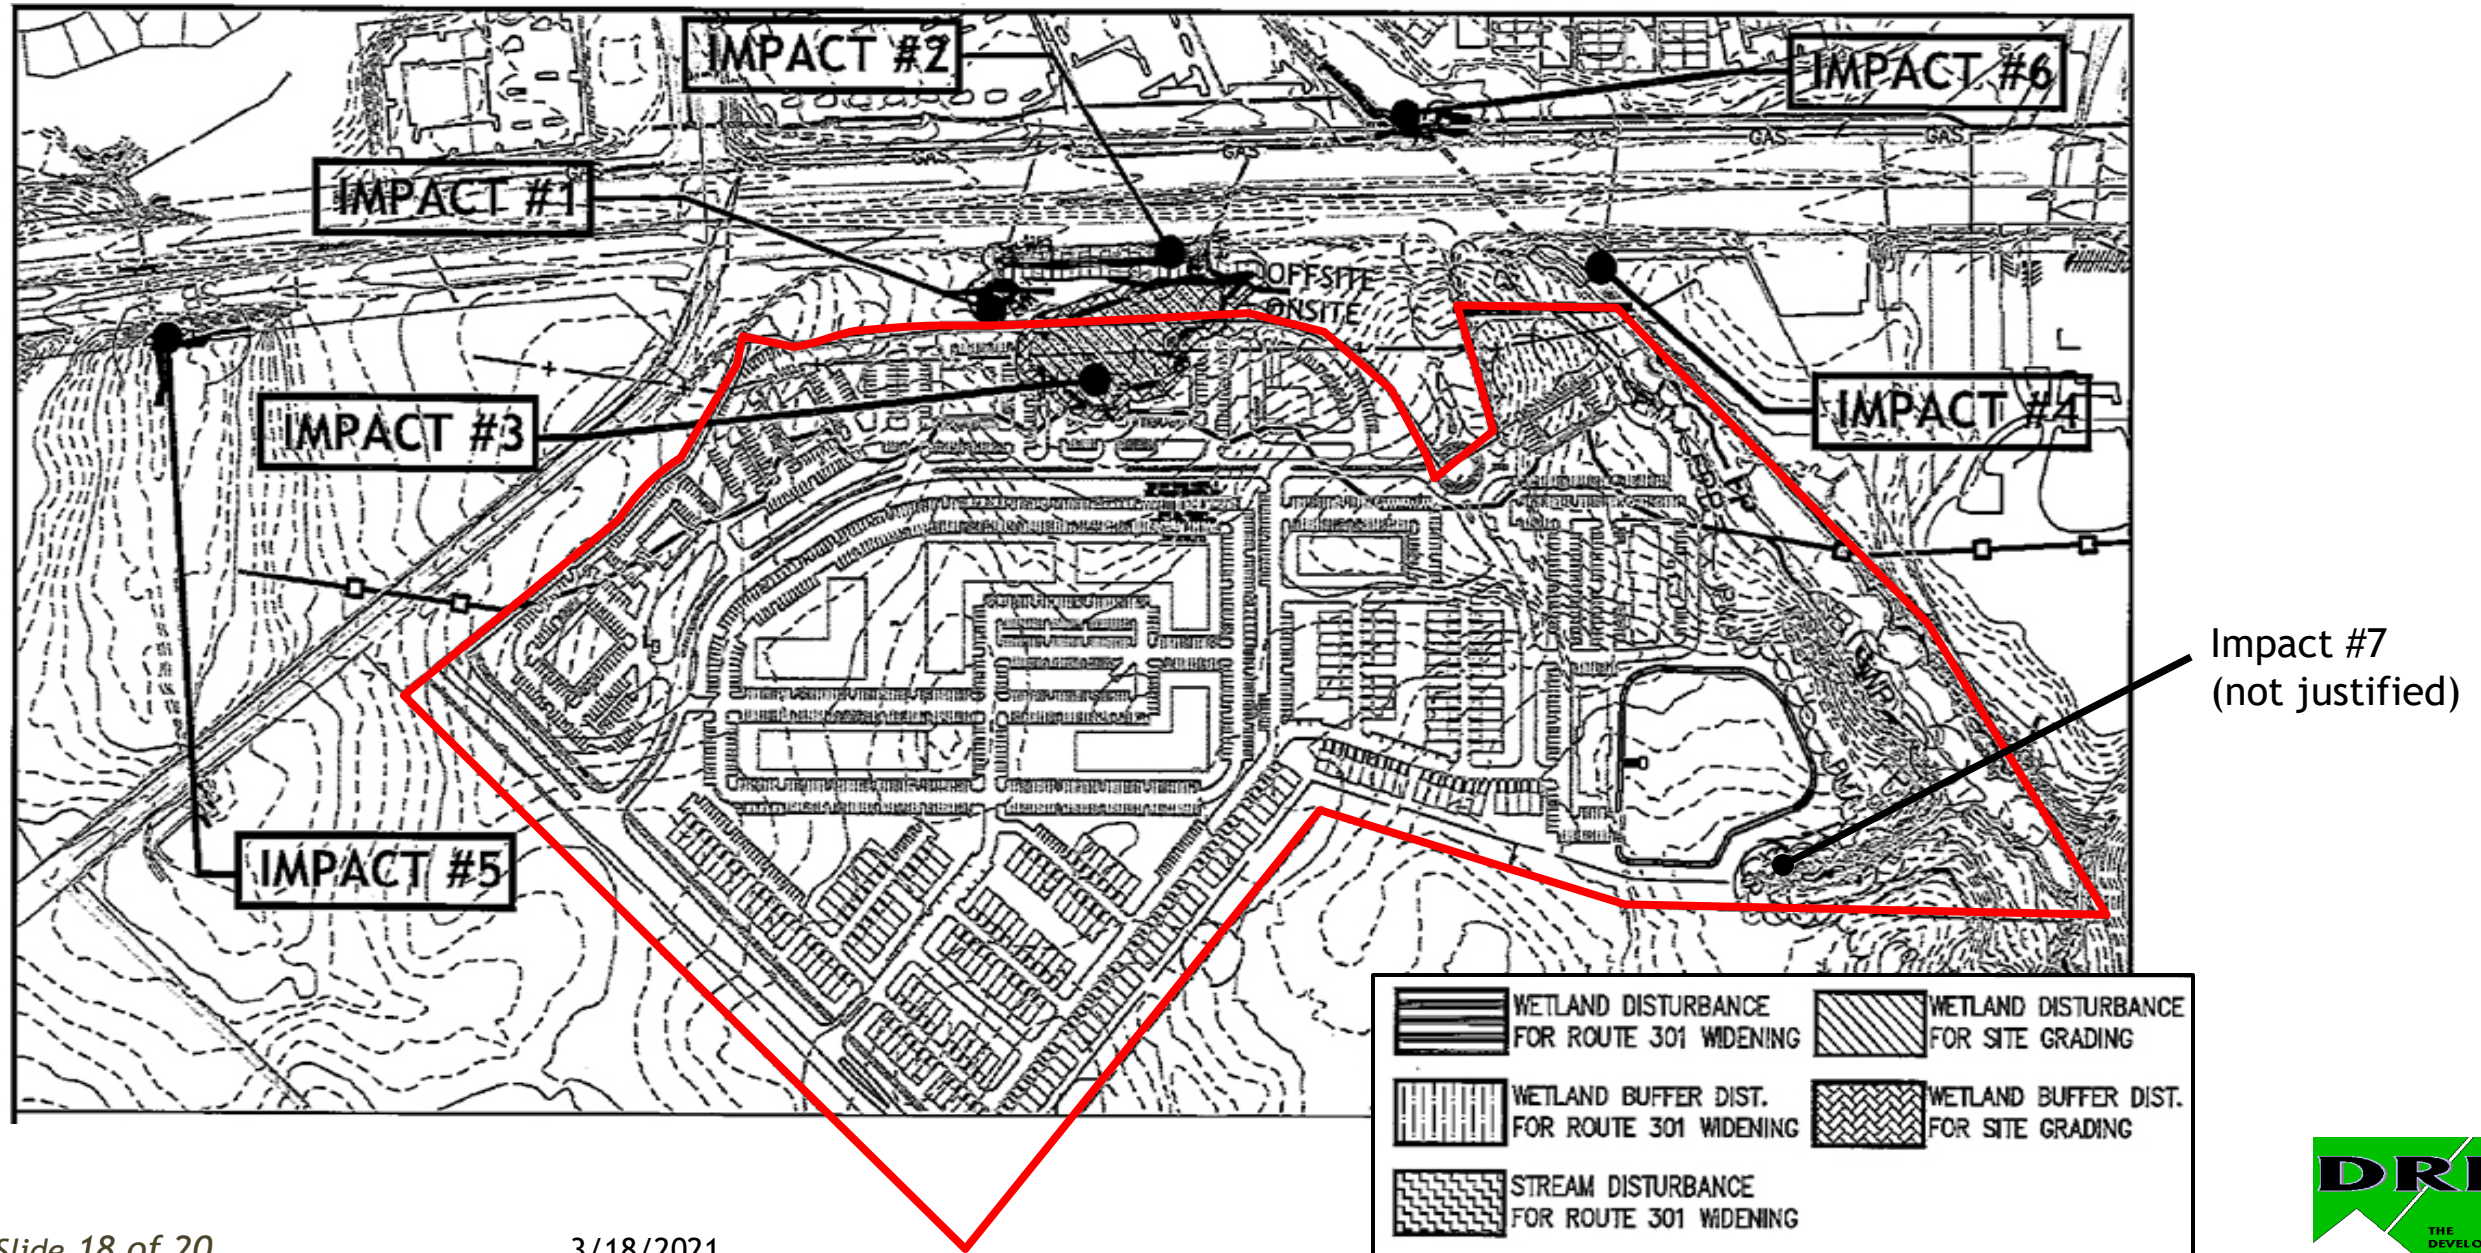 IMPACT #2
IMPACT #6
GAS
GAS
GAS
GAS
IMPACT #1
OFFSITE
ONSITE
IMPACT #3
IMPACT #4
Impact #7
(not justified)
IMPACT #5
WETLAND DISTURBANCE
FOR ROUTE 301 WIDENING
WETLAND DISTURBANCE
FOR SITE GRADING
WETLAND BUFFER DIST.
FOR ROUTE 301 WIDENING
WETLAND BUFFER DIST.
FOR SITE GRADING
STREAM DISTURBANCE
FOR ROUTE 301 WIDENING
Slide 18 of 20
3/18/2021
THE